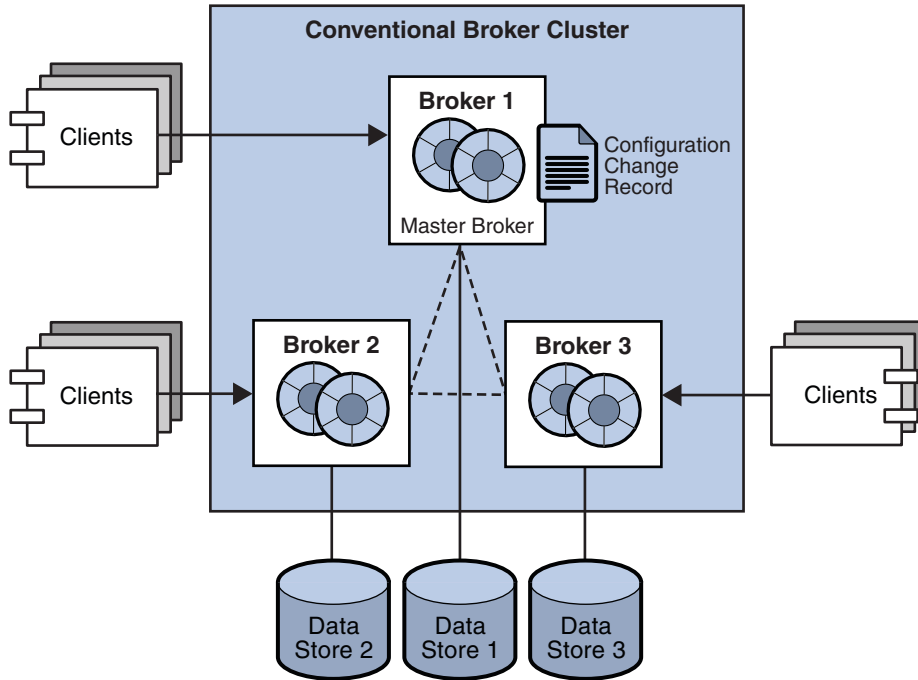 Conventional Broker Cluster
Broker 1
Clients
Configuration
Change
Record
Master Broker
Broker 2
Broker 3
Clients
Clients
Data
Store 2
Data
Store 1
Data
Store 3